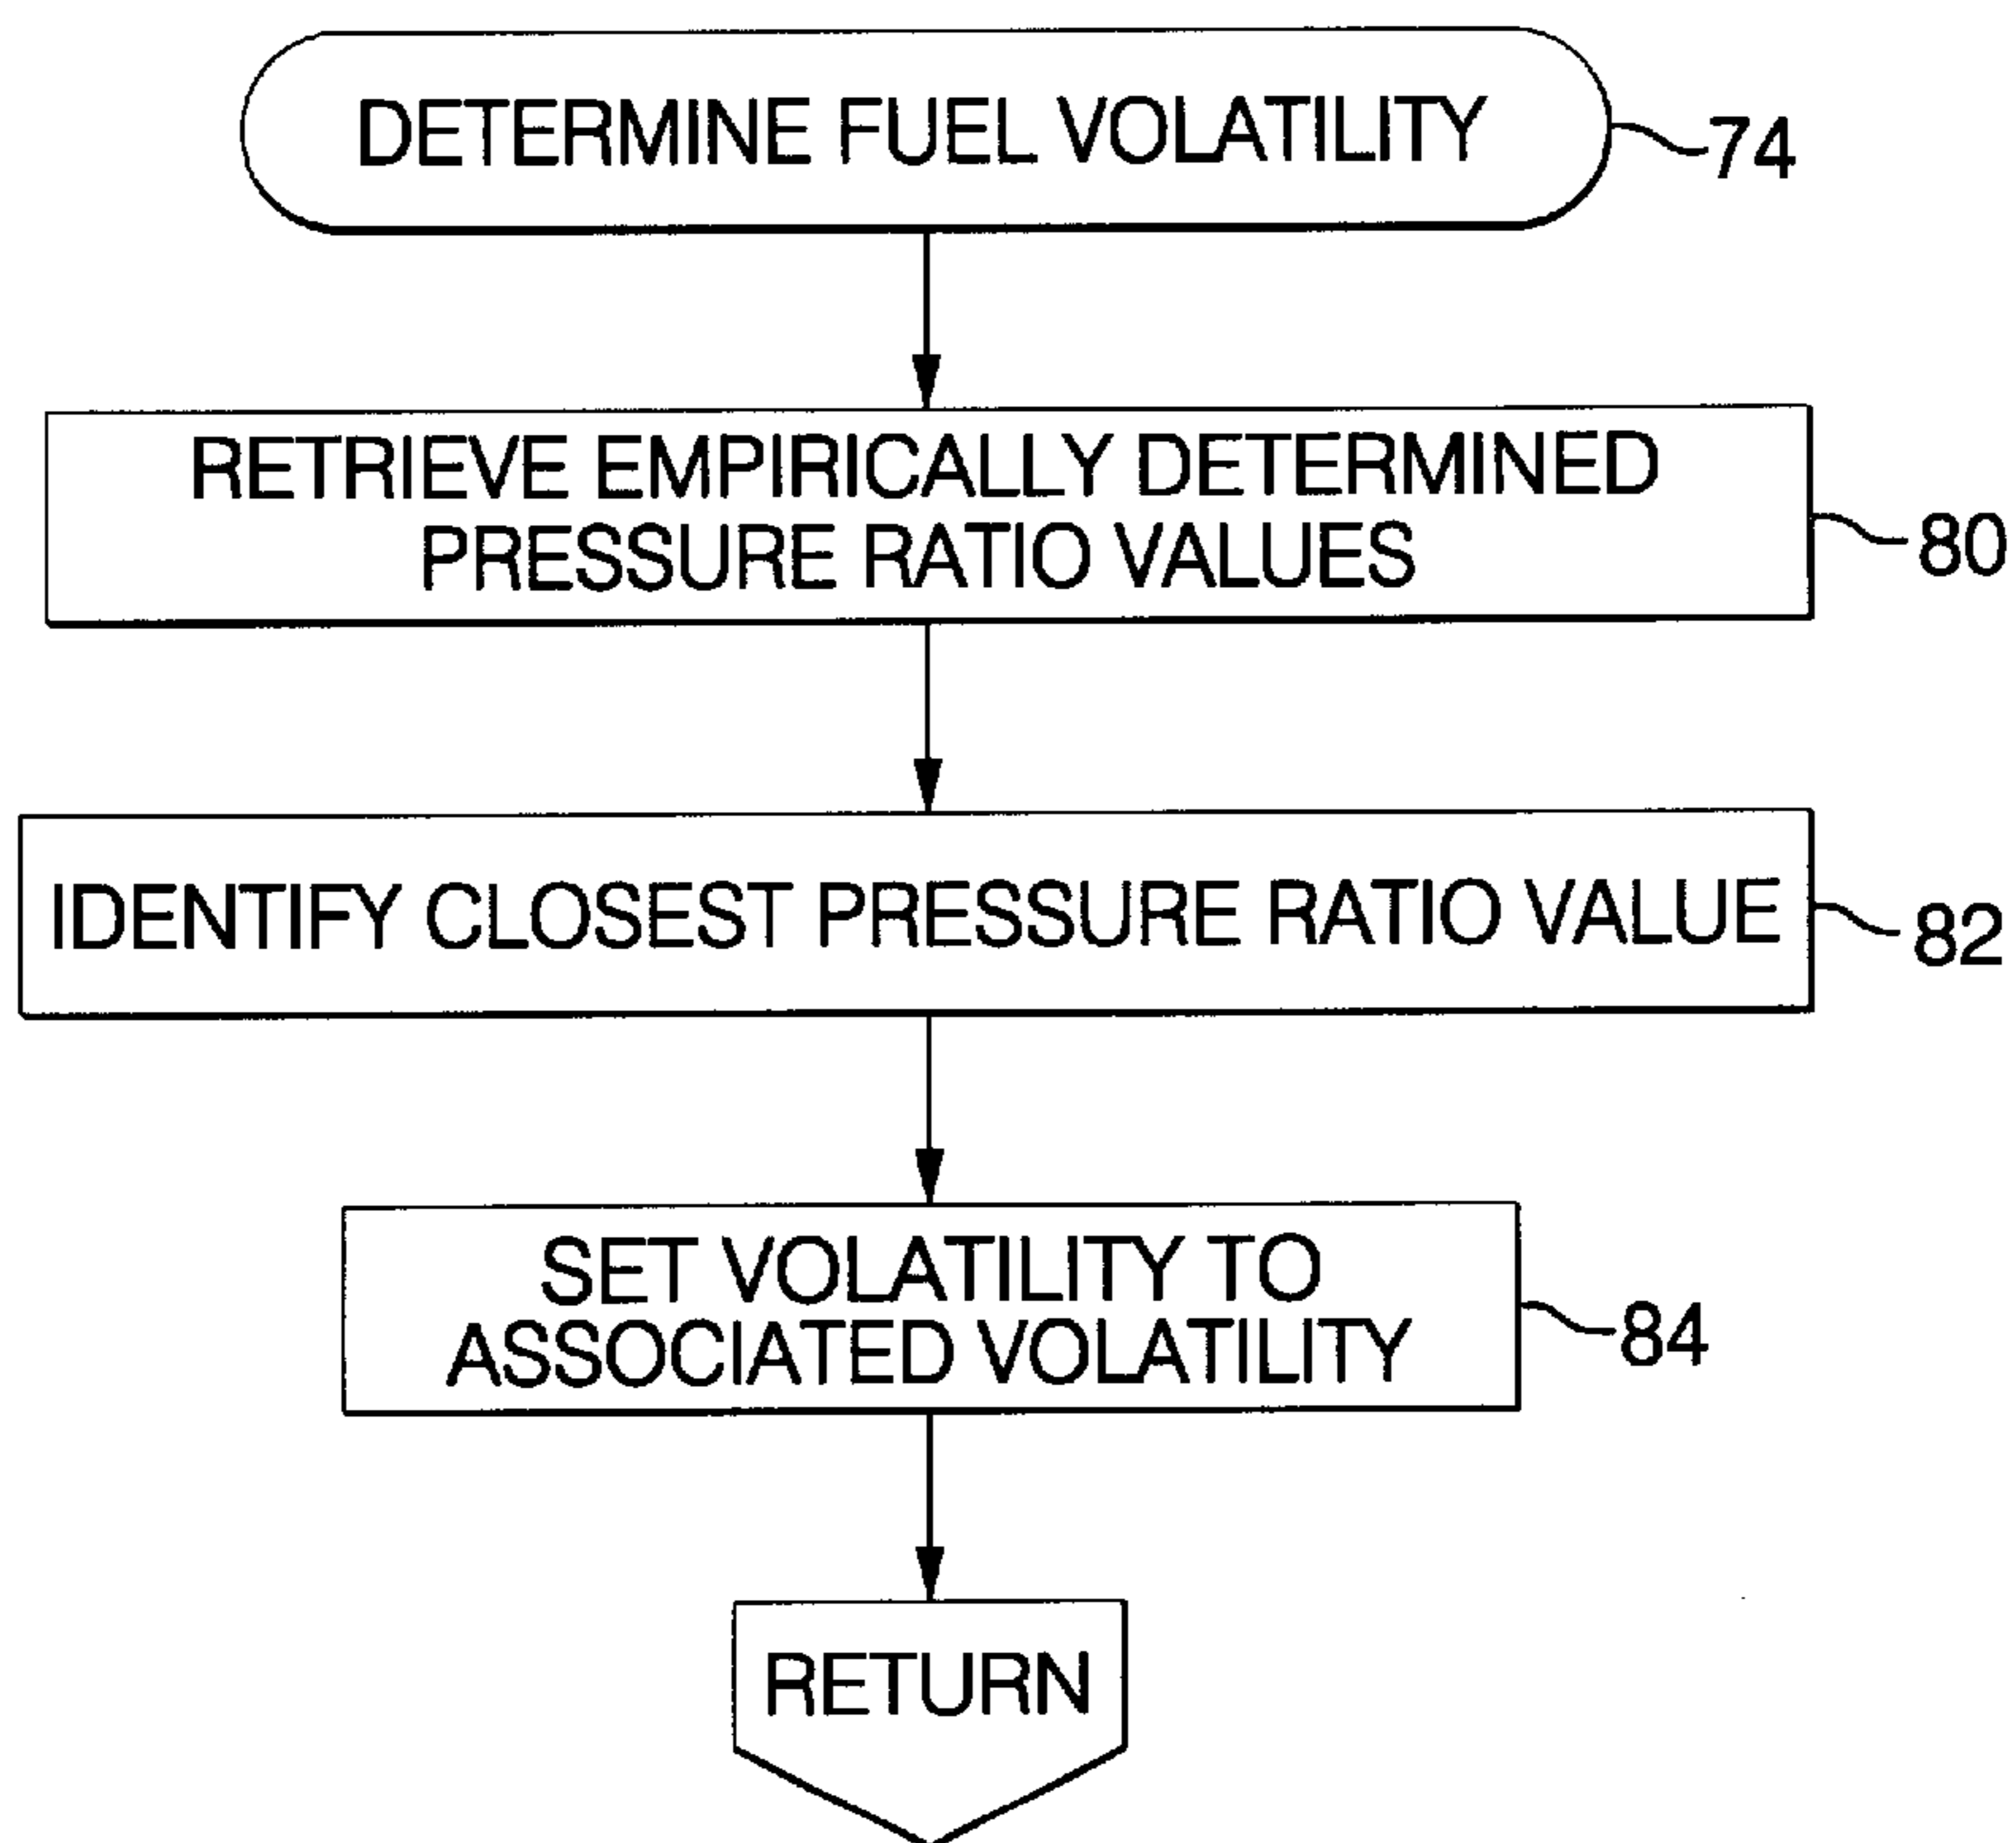 DETERMINE FUEL VOLATILITY
74
RETRIEVE EMPIRICALLY DETERMINED
PRESSURE RATIO VALUES
80
IDENTIFY CLOSEST PRESSURE RATIO VALUE
82
SET VOLATILITY TO
ASSOCIATED VOLATILITY
84
RETURN